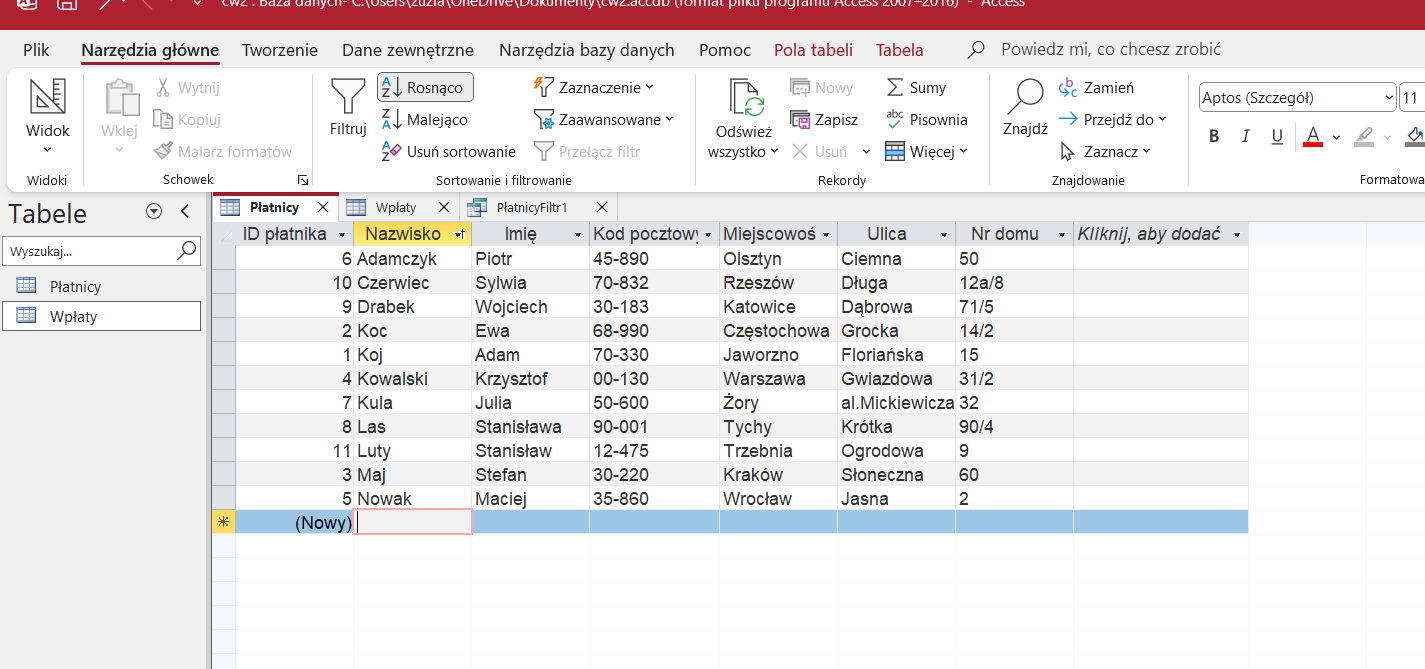 cw2 : Baza danych- C:\Users\zuzia\OneDrive\Dokumenty\cw2.accdb (format pliku programu Access 2007–2016) - Access
Plik Narzędzia główne Tworzenie Dane zewnętrzne Narzędzia bazy danych Pomoc Pola tabeli Tabela Powiedz mi, co chcesz zrobić
Widok
Widoki
Wklej
Wytnij
Kopiuj
Malarz formatów
Schowek
Filtruj
Rosnąco
Malejąco
Usuń sortowanie
Zaznaczenie
Zaawansowane
Przełącz filtr
Sortowanie i filtrowanie
Odśwież
wszystko
Nowy
Zapisz
Usuń
Sumy
Pisownia
Więcej
Rekordy
Znajdź
Zamień
Przejdź do
Zaznacz
Znajdowanie
Aptos (Szczegół) 11
B I U A
Formatowa
Tabele
Wyszukaj...
Płatnicy
Wpłaty
Płatnicy Wpłaty PłatnicyFiltr1
ID płatnika Nazwisko Imię Kod pocztowy Miejscowoś Ulica Nr domu Kliknij, aby dodać
6 Adamczyk Piotr 45-890 Olsztyn Ciemna 50
10 Czerwiec Sylwia 70-832 Rzeszów Długa 12a/8
9 Drabek Wojciech 30-183 Katowice Dąbrowa 71/5
2 Koc Ewa 68-990 Częstochowa Grocka 14/2
1 Koj Adam 70-330 Jaworzno Floriańska 15
4 Kowalski Krzysztof 00-130 Warszawa Gwiazdowa 31/2
7 Kula Julia 50-600 Żory al.Mickiewicza 32
8 Las Stanisława 90-001 Tychy Krótka 90/4
11 Luty Stanisław 12-475 Trzebnia Ogrodowa 9
3 Maj Stefan 30-220 Kraków Słoneczna 60
5 Nowak Maciej 35-860 Wrocław Jasna 2
(Nowy)